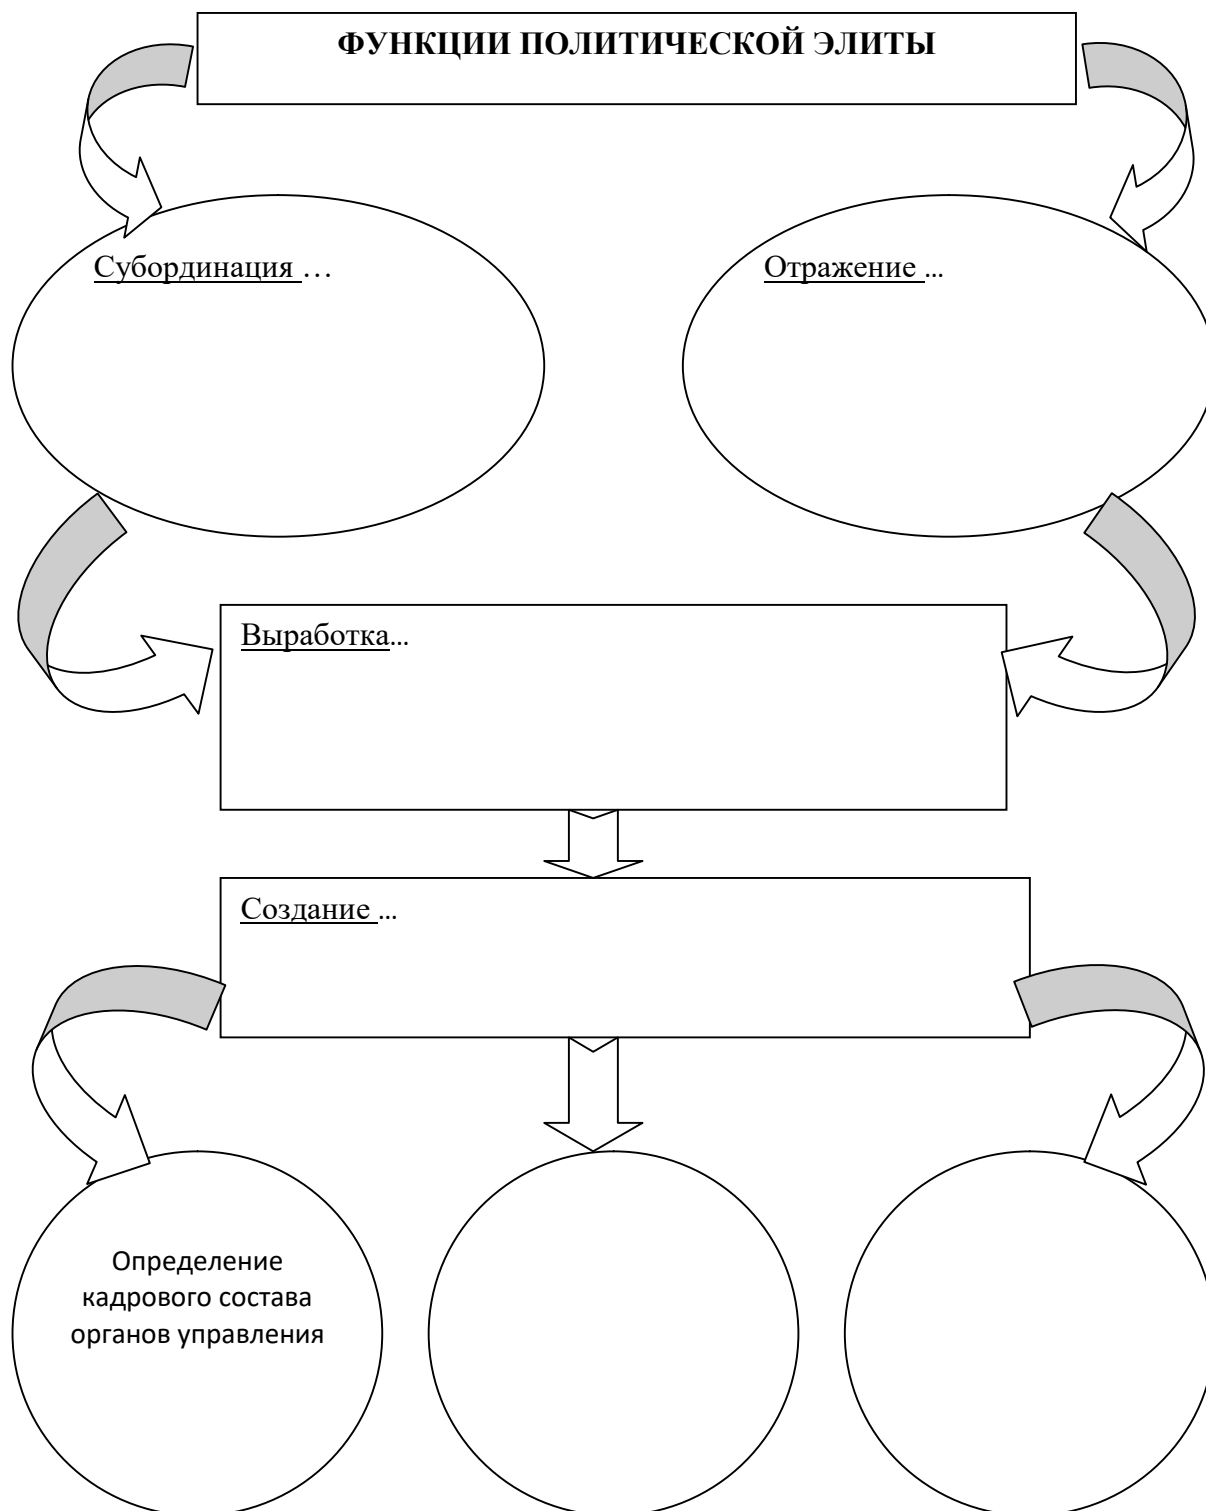 ФУНКЦИИ ПОЛИТИЧЕСКОЙ ЭЛИТЫ
Субординация …
Отражение ...
Выработка...
Создание ...
Определение
кадрового состава
органов управления